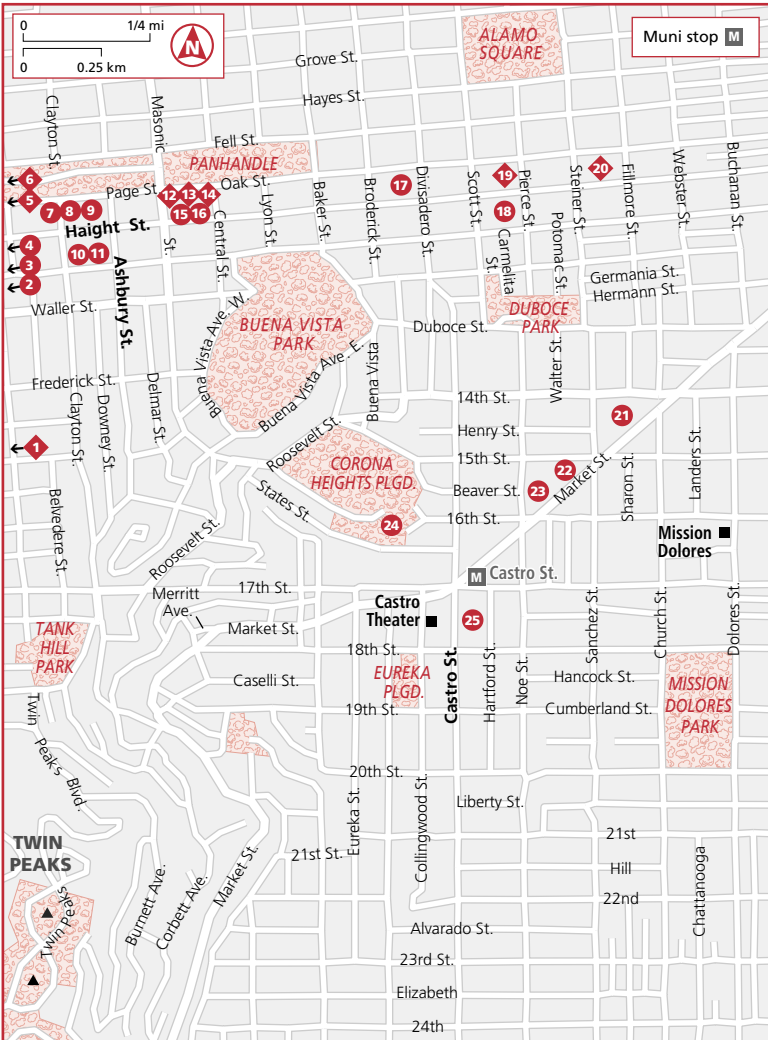 0 1/4 mi
0 0.25 km
N
Muni stop M
ALAMO
SQUARE
Grove St.
Hayes St.
Clayton St.
Masonic
Fell St.
PANHANDLE
Page St.
Oak St.
6
5
12 13 14
7 8 9
15 16
17
19
20
18
Haight St.
4
3
2
10 11
Ashbury St.
St.
Central St.
Lyon St.
Baker St.
Broderick St.
Divisadero St.
Scott St.
Pierce St.
Carmelita
St.
Potomac St.
Steiner St.
Fillmore St.
Webster St.
Buchanan St.
Germania St.
Hermann St.
Waller St.
Buena Vista Ave. W.
BUENA VISTA
PARK
DUBOCE
PARK
Duboce St.
Walter St.
Buena Vista Ave. E.
Buena Vista
Frederick St.
Clayton St.
Downey St.
Delmar St.
14th St.
21
Henry St.
1
Roosevelt St.
CORONA
HEIGHTS PLGD.
15th St.
22
Beaver St.
23
Market St.
Sharon St.
Landers St.
States St.
24
16th St.
Belvedere St.
Roosevelt St.
Mission
Dolores
M Castro St.
17th St.
Merritt
Ave.
Castro
Theater
25
Market St.
Sanchez St.
Church St.
Dolores St.
TANK
HILL
PARK
18th St.
EUREKA
PLGD.
Castro St.
Hartford St.
Noe St.
Caselli St.
Hancock St.
MISSION
DOLORES
PARK
19th St.
Cumberland St.
Twin
Peaks Blvd.
20th St.
Eureka St.
Collingwood St.
Liberty St.
TWIN
PEAKS
21st St.
21st
Hill
22nd
Chattanooga
Twin Peaks
Burnett Ave.
Corbett Ave.
Market St.
Alvarado St.
23rd St.
Elizabeth
24th